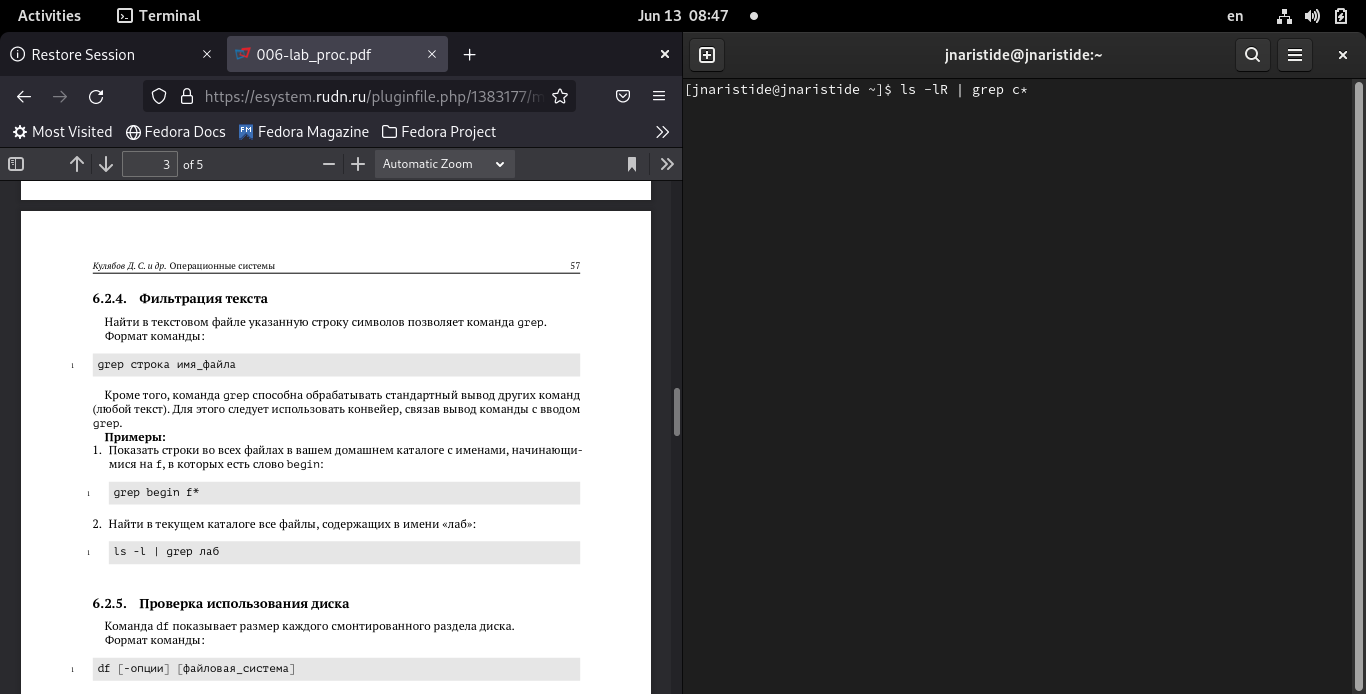 Activities
Terminal
Jun 13 08:47
en
Restore Session
006-lab_proc.pdf
https://esystem.rudn.ru/pluginfile.php/1383177/m
Most Visited
Fedora Docs
Fedora Magazine
Fedora Project
3 of 5
Automatic Zoom
Кулябов Д. С. и др. Операционные системы 57
6.2.4. Фильтрация текста
Найти в текстовом файле указанную строку символов позволяет команда grep.
Формат команды:
1 grep строка имя_файла
Кроме того, команда grep способна обрабатывать стандартный вывод других команд
(любой текст). Для этого следует использовать конвейер, связав вывод команды с вводом
grep.
Примеры:
1. Показать строки во всех файлах в вашем домашнем каталоге с именами, начинающи-
мися на f, в которых есть слово begin:
1 grep begin f*
2. Найти в текущем каталоге все файлы, содержащих в имени «лаб»:
1 ls -l | grep лаб
6.2.5. Проверка использования диска
Команда df показывает размер каждого смонтированного раздела диска.
Формат команды:
1 df [-опции] [файловая_система]
jnaristide@jnaristide:~
[jnaristide@jnaristide ~]$ ls -lR | grep c*